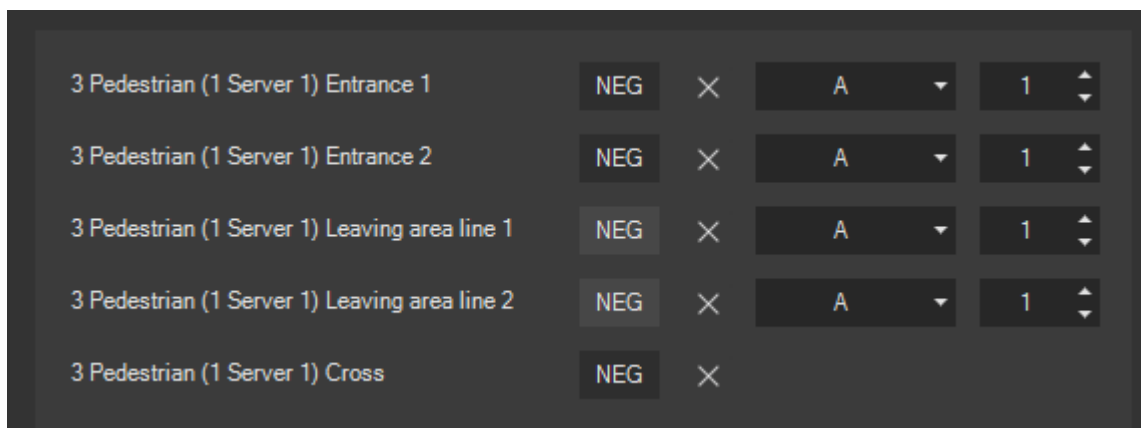 3 Pedestrian (1 Server 1) Entrance 1 NEG A 1
3 Pedestrian (1 Server 1) Entrance 2 NEG A 1
3 Pedestrian (1 Server 1) Leaving area line 1 NEG A 1
3 Pedestrian (1 Server 1) Leaving area line 2 NEG A 1
3 Pedestrian (1 Server 1) Cross NEG